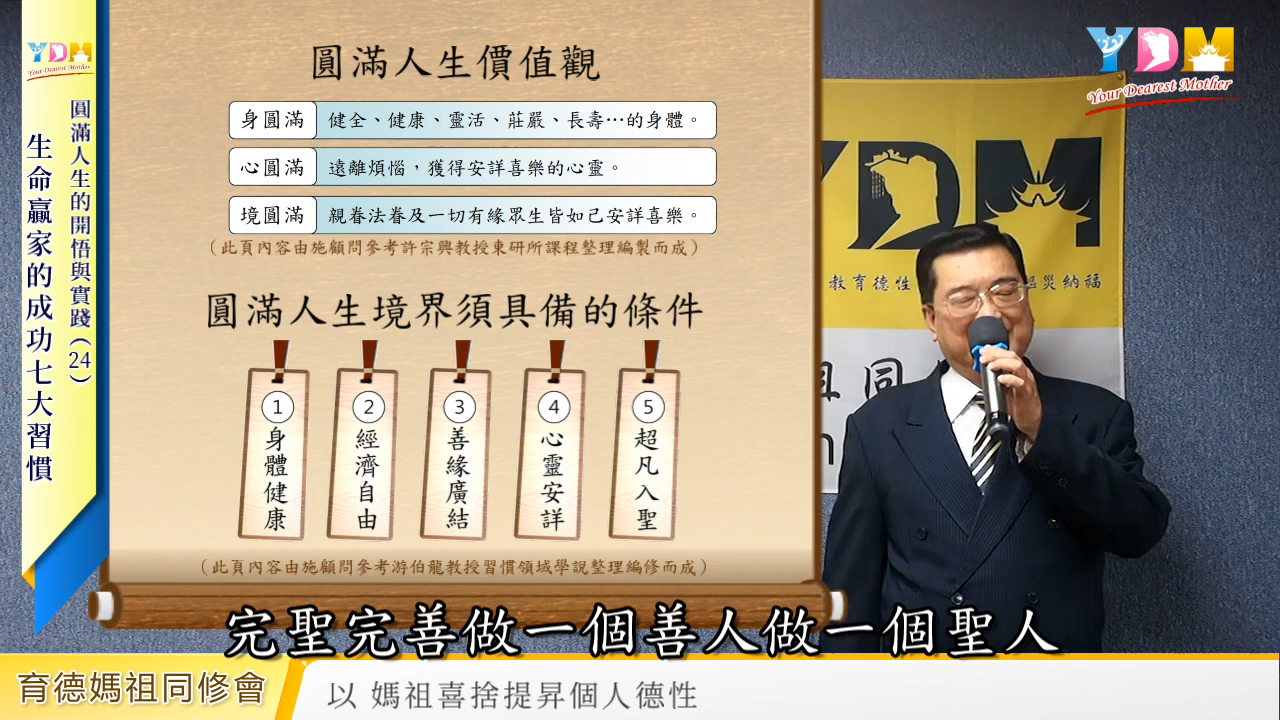 YDM
Your Dearest Mother
圓滿人生的開悟與實踐(24)
生命贏家的成功七大習慣
圓滿人生價值觀
身圓滿 健全、健康、靈活、莊嚴、長壽…的身體。
心圓滿 遠離煩惱，獲得安詳喜樂的心靈。
境圓滿 親眷法眷及一切有緣眾生皆如己安詳喜樂。
（此頁內容由施顧問參考許宗興教授東研所課程整理編製而成）
圓滿人生境界須具備的條件
1 身體健康
2 經濟自由
3 善緣廣結
4 心靈安詳
5 超凡入聖
（此頁內容由施顧問參考游伯龍教授習慣領域學說整理編修而成）
YDM
Your Dearest Mother
YDM
教育德性
災納福
同
完聖完善做一個善人做一個聖人
育德媽祖同修會
以 媽祖喜捨提昇個人德性